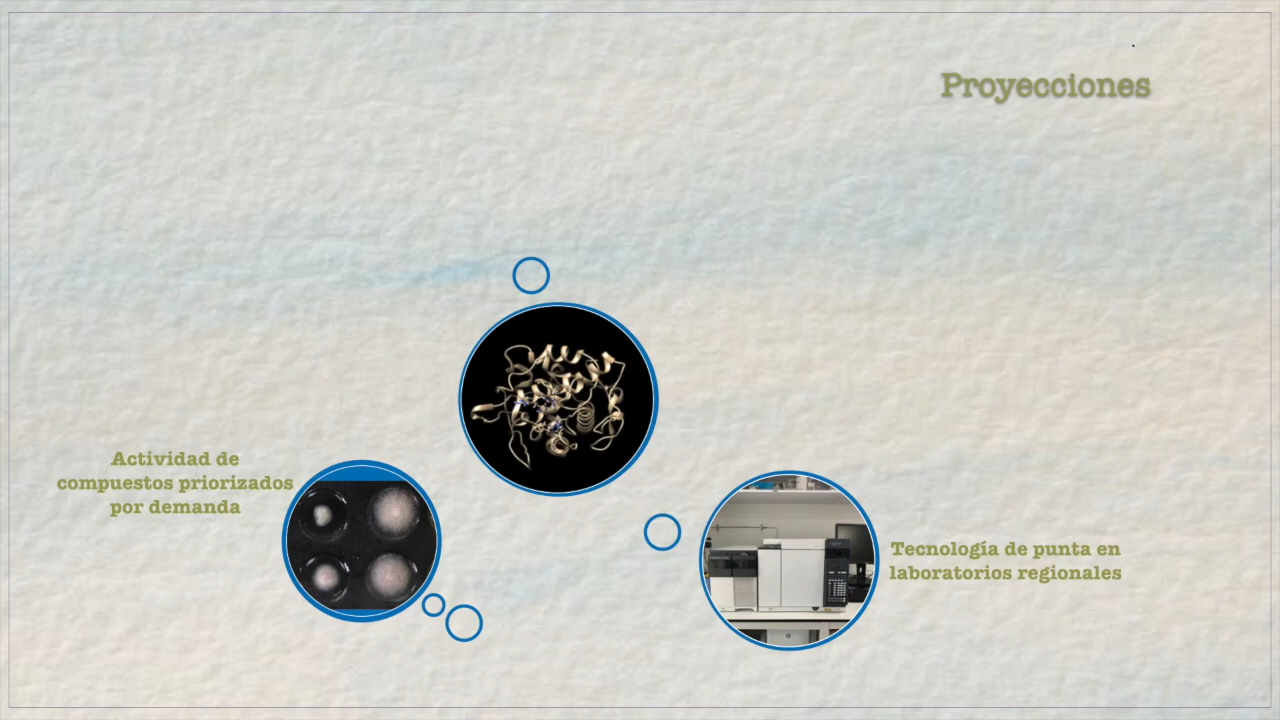 Proyecciones
Actividad de
compuestos priorizados
por demanda
Tecnología de punta en
laboratorios regionales